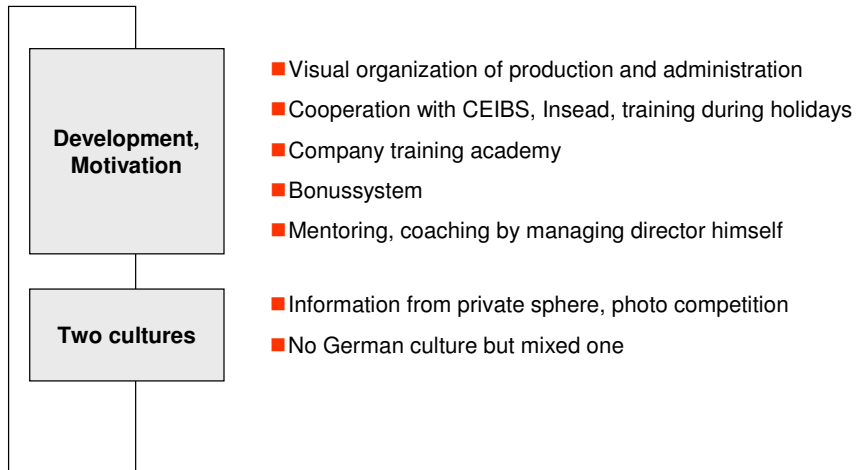 Development,
Motivation
Visual organization of production and administration
Cooperation with CEIBS, Insead, training during holidays
Company training academy
Bonussystem
Mentoring, coaching by managing director himself
Two cultures
Information from private sphere, photo competition
No German culture but mixed one